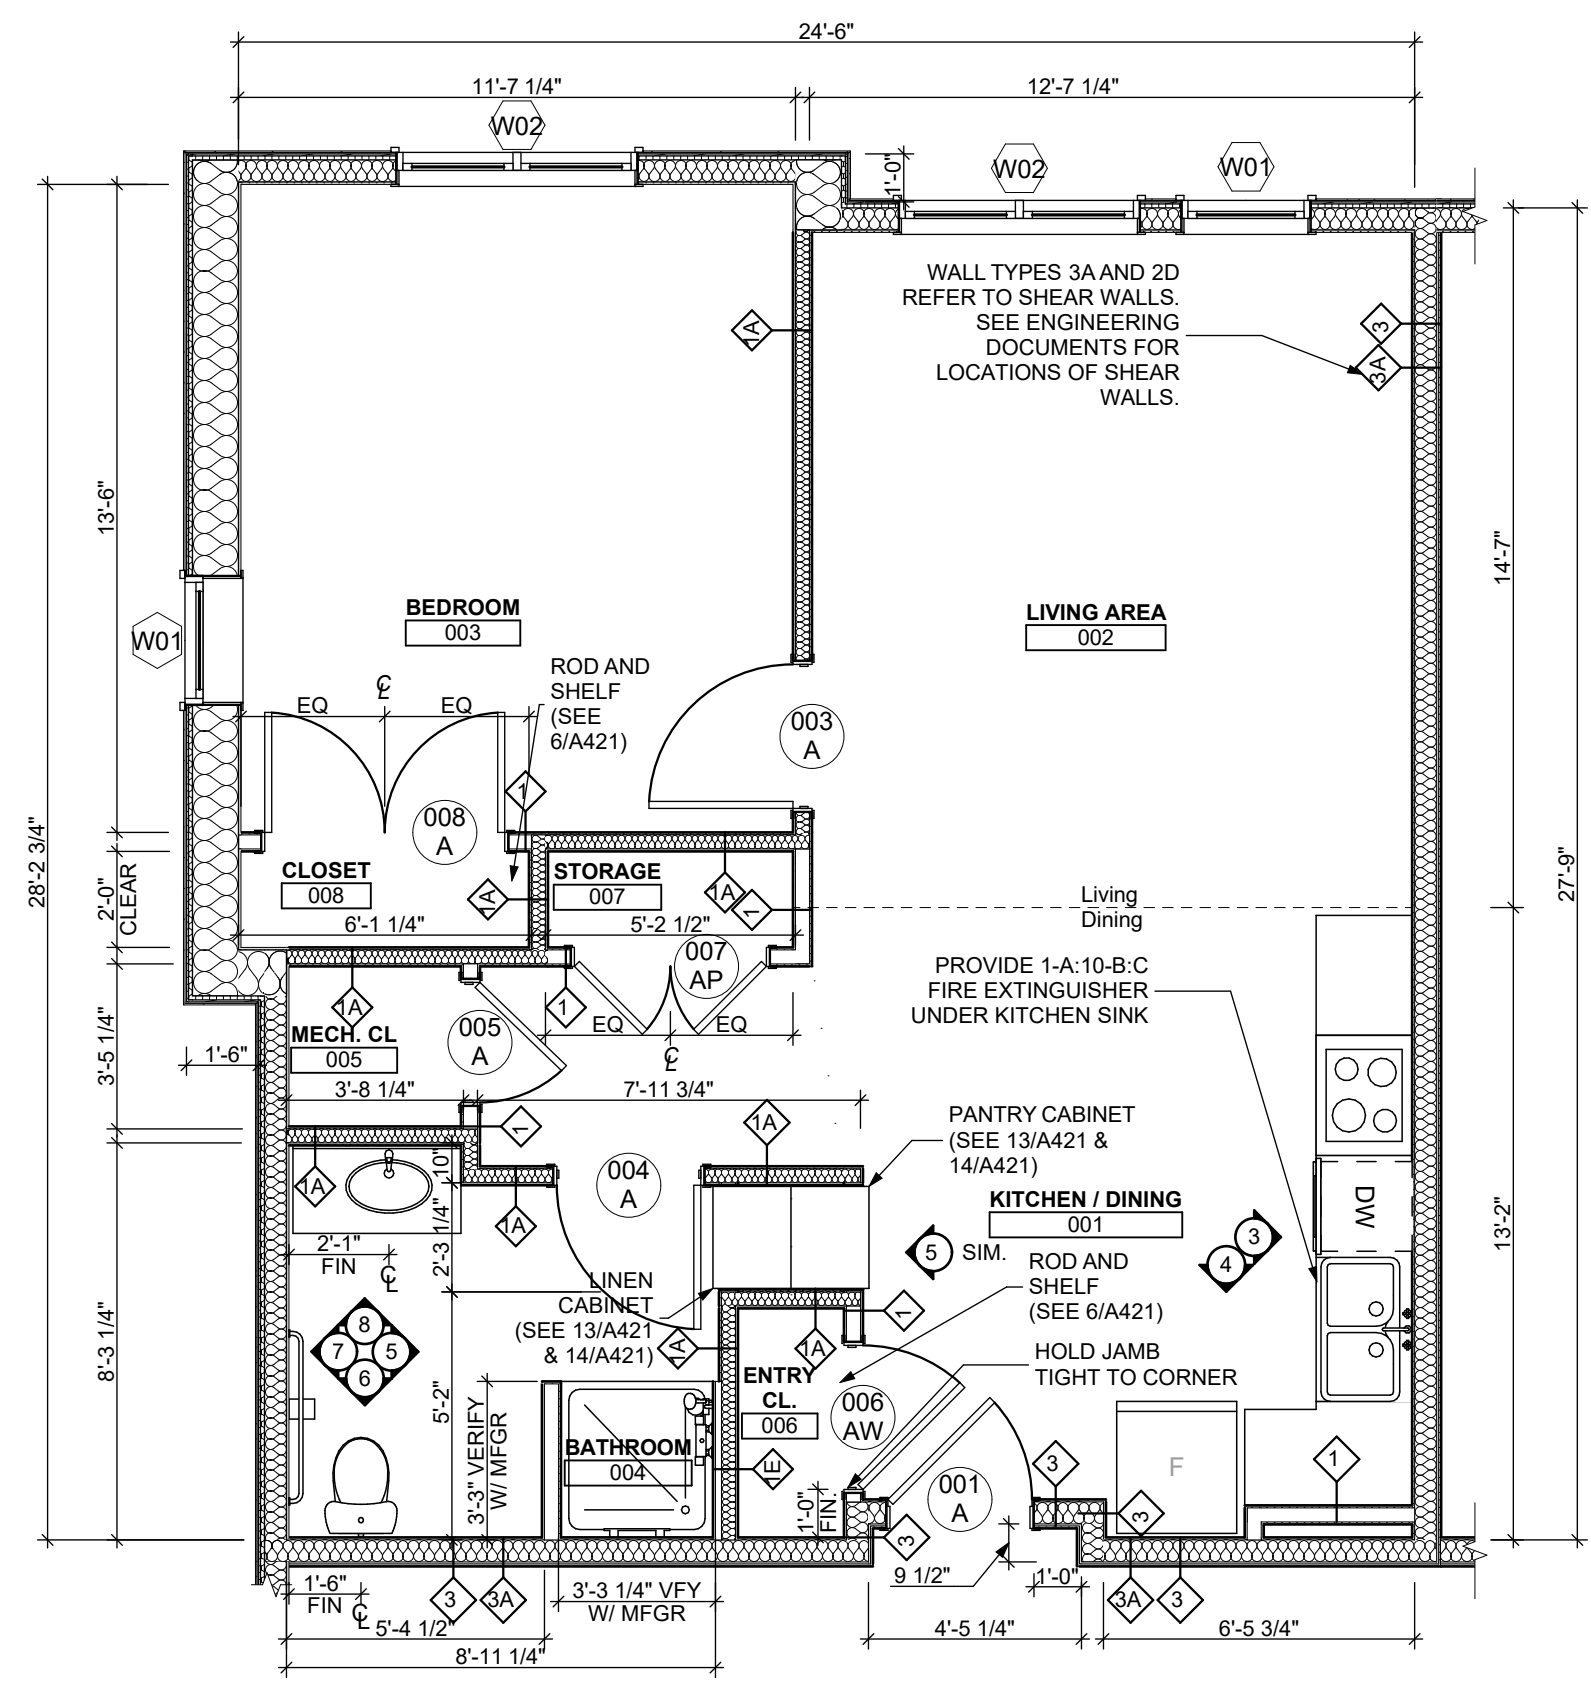 24'-6"
11'-7 1/4"
12'-7 1/4"
W02
W02
W01
1'-0"
WALL TYPES 3A AND 2D
REFER TO SHEAR WALLS.
SEE ENGINEERING
DOCUMENTS FOR
LOCATIONS OF SHEAR
WALLS.
1A
3
3A
13'-6"
14'-7"
28'-2 3/4"
27'-9"
W01
BEDROOM
003
LIVING AREA
002
ROD AND
SHELF
(SEE
6/A421)
EQ
EQ
003
A
1
008
A
CLOSET
008
STORAGE
007
1A
1A
1
2'-0"
CLEAR
6'-1 1/4"
5'-2 1/2"
Living
Dining
007
AP
PROVIDE 1-A:10-B:C
FIRE EXTINGUISHER
UNDER KITCHEN SINK
1A
1
EQ
EQ
005
A
MECH. CL
005
3'-5 1/4"
1'-6"
3'-8 1/4"
7'-11 3/4"
1
1A
PANTRY CABINET
(SEE 13/A421 &
14/A421)
1A
10"
1A
004
A
KITCHEN / DINING
001
DW
13'-2"
2'-3 1/4"
2'-1"
FIN
5
SIM.
3
4
ROD AND
SHELF
(SEE 6/A421)
LINEN
CABINET
(SEE 13/A421
& 14/A421)
1A
1A
1
8
7
5
6
8'-3 1/4"
HOLD JAMB
TIGHT TO CORNER
ENTRY
CL.
006
006
AW
5'-2"
3'-3" VERIFY
W/ MFGR
BATHROOM
004
1E
1'-0"
FIN.
001
A
3
3
3
F
1
9 1/2"
1'-0"
1'-6"
FIN
3
3A
3'-3 1/4" VFY
W/ MFGR
3A
3
5'-4 1/2"
4'-5 1/4"
6'-5 3/4"
8'-11 1/4"